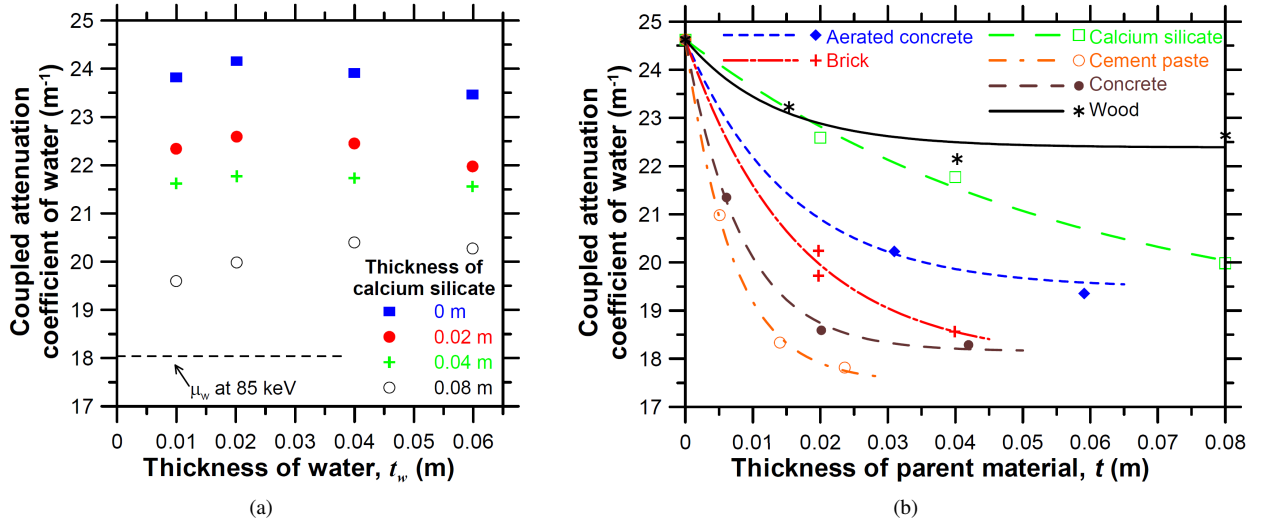 25
24
23
22
21
20
19
18
17
Coupled attenuation
coefficient of water (m⁻¹)
Thickness of
calcium silicate
0 m
0.02 m
0.04 m
0.08 m
μw at 85 keV
0 0.01 0.02 0.03 0.04 0.05 0.06
Thickness of water, tw (m)
(a)
25
24
23
22
21
20
19
18
17
Coupled attenuation
coefficient of water (m⁻¹)
Aerated concrete
Brick
Calcium silicate
Cement paste
Concrete
Wood
0 0.01 0.02 0.03 0.04 0.05 0.06 0.07 0.08
Thickness of parent material, t (m)
(b)